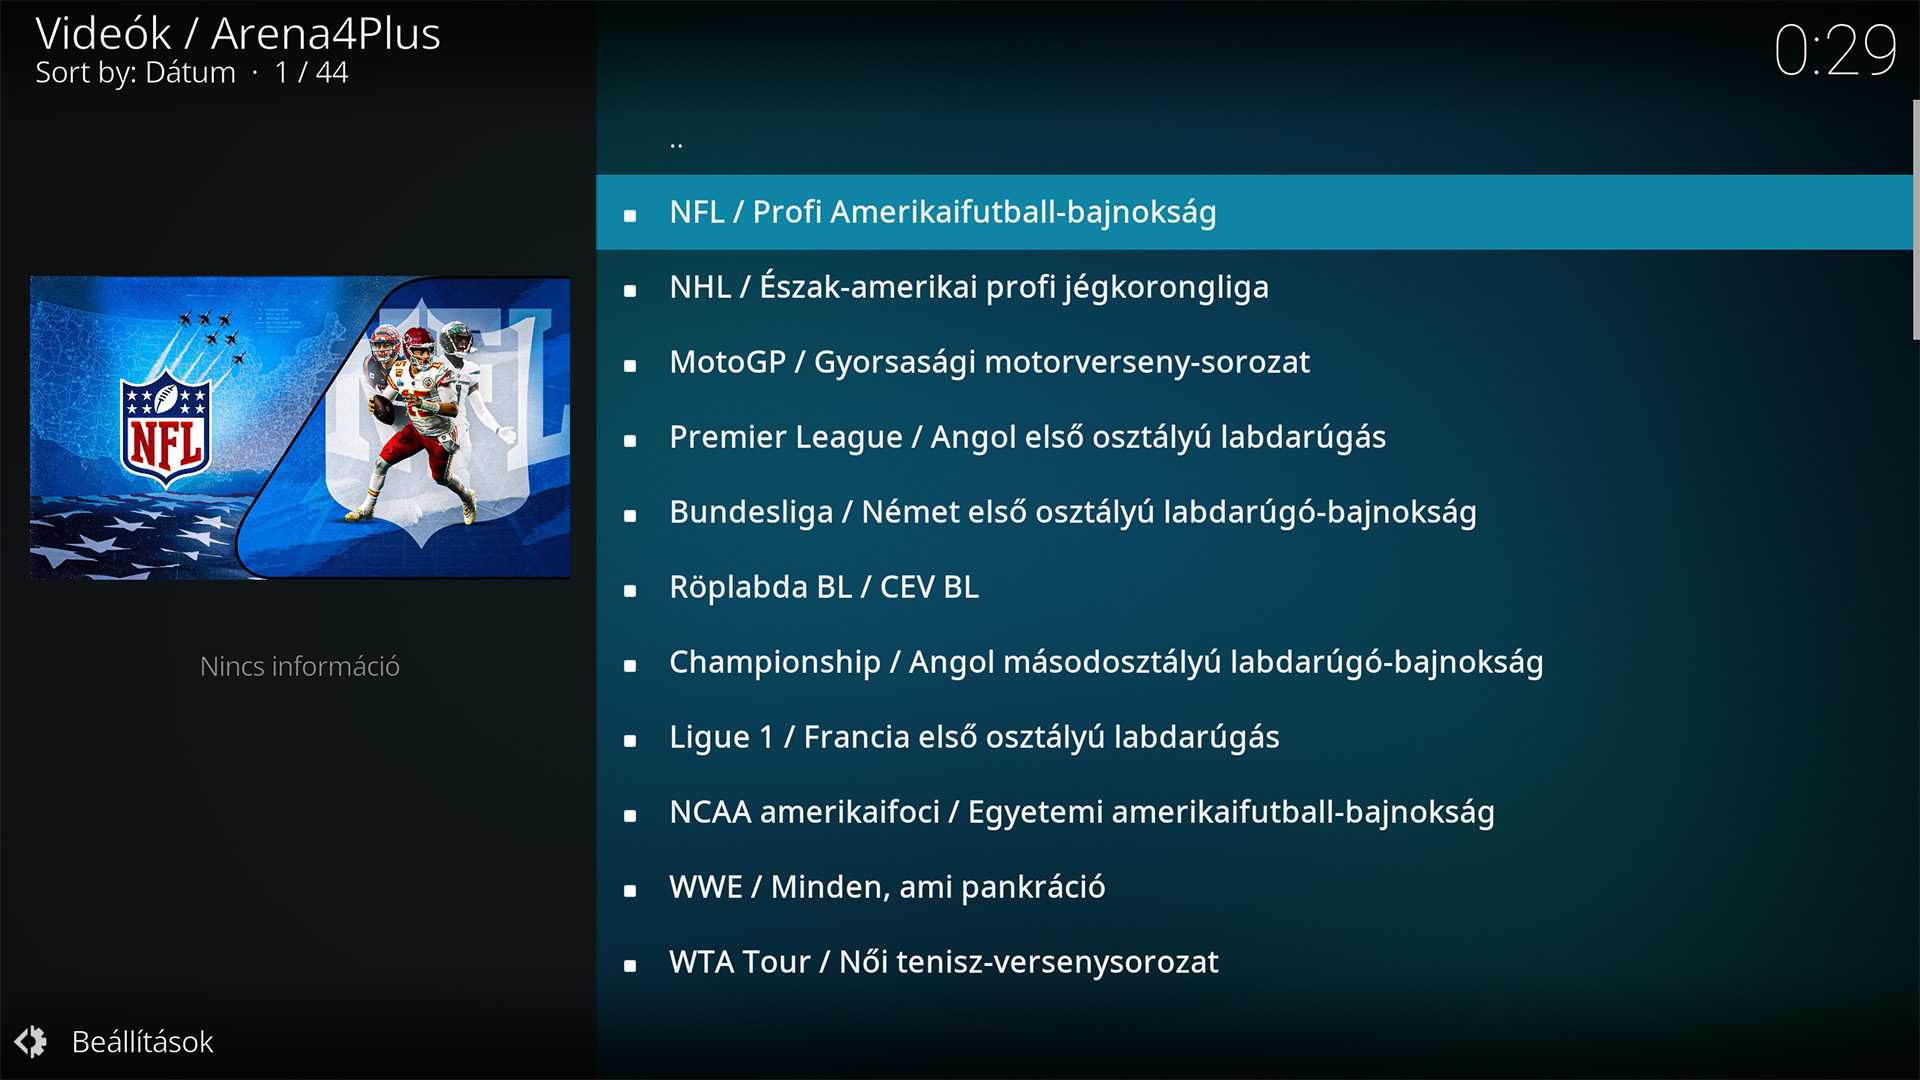 Videók / Arena4Plus
Sort by: Dátum · 1 / 44
0:29
..
NFL / Profi Amerikaifutball-bajnokság
NHL / Észak-amerikai profi jégkorongliga
MotoGP / Gyorsasági motorverseny-sorozat
Premier League / Angol első osztályú labdarúgás
Bundesliga / Német első osztályú labdarúgó-bajnokság
Röplabda BL / CEV BL
Championship / Angol másodosztályú labdarúgó-bajnokság
Ligue 1 / Francia első osztályú labdarúgás
NCAA amerikaifoci / Egyetemi amerikaifutball-bajnokság
WWE / Minden, ami pankráció
WTA Tour / Női tenisz-versenysorozat
NFL
NFL
Nincs információ
Beállítások